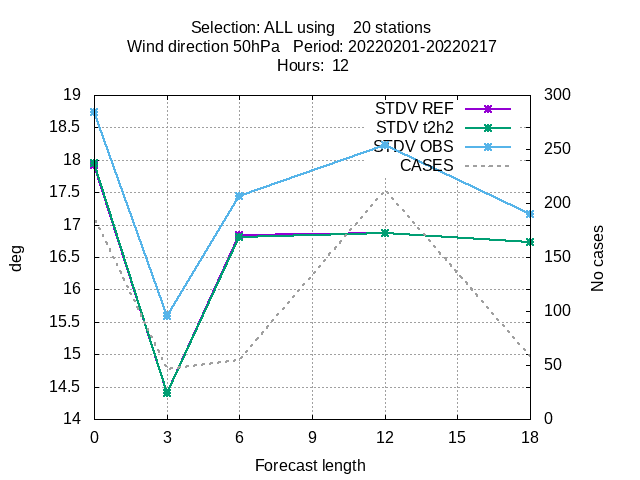 Selection: ALL using    20 stations
Wind direction 50hPa   Period: 20220201-20220217
Hours:  12
STDV REF
STDV t2h2
STDV OBS
CASES
19
18.5
18
17.5
17
16.5
16
15.5
15
14.5
14
300
250
200
150
100
50
0
deg
No cases
0 3 6 9 12 15 18
Forecast length